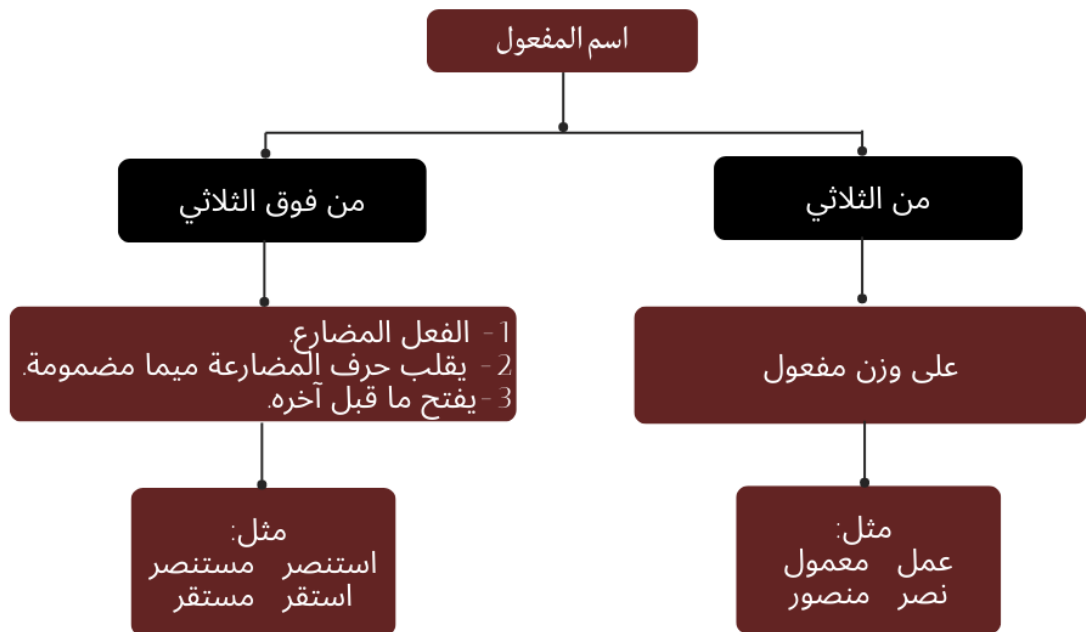 اسم المفعول
من الثلاثي
من فوق الثلاثي
على وزن مفعول
1- الفعل المضارع.
2- يقلب حرف المضارعة ميما مضمومة.
3- يفتح ما قبل آخره.
مثل:
عمل معمول
نصر منصور
مثل:
استنصر مستنصر
استقر مستقر